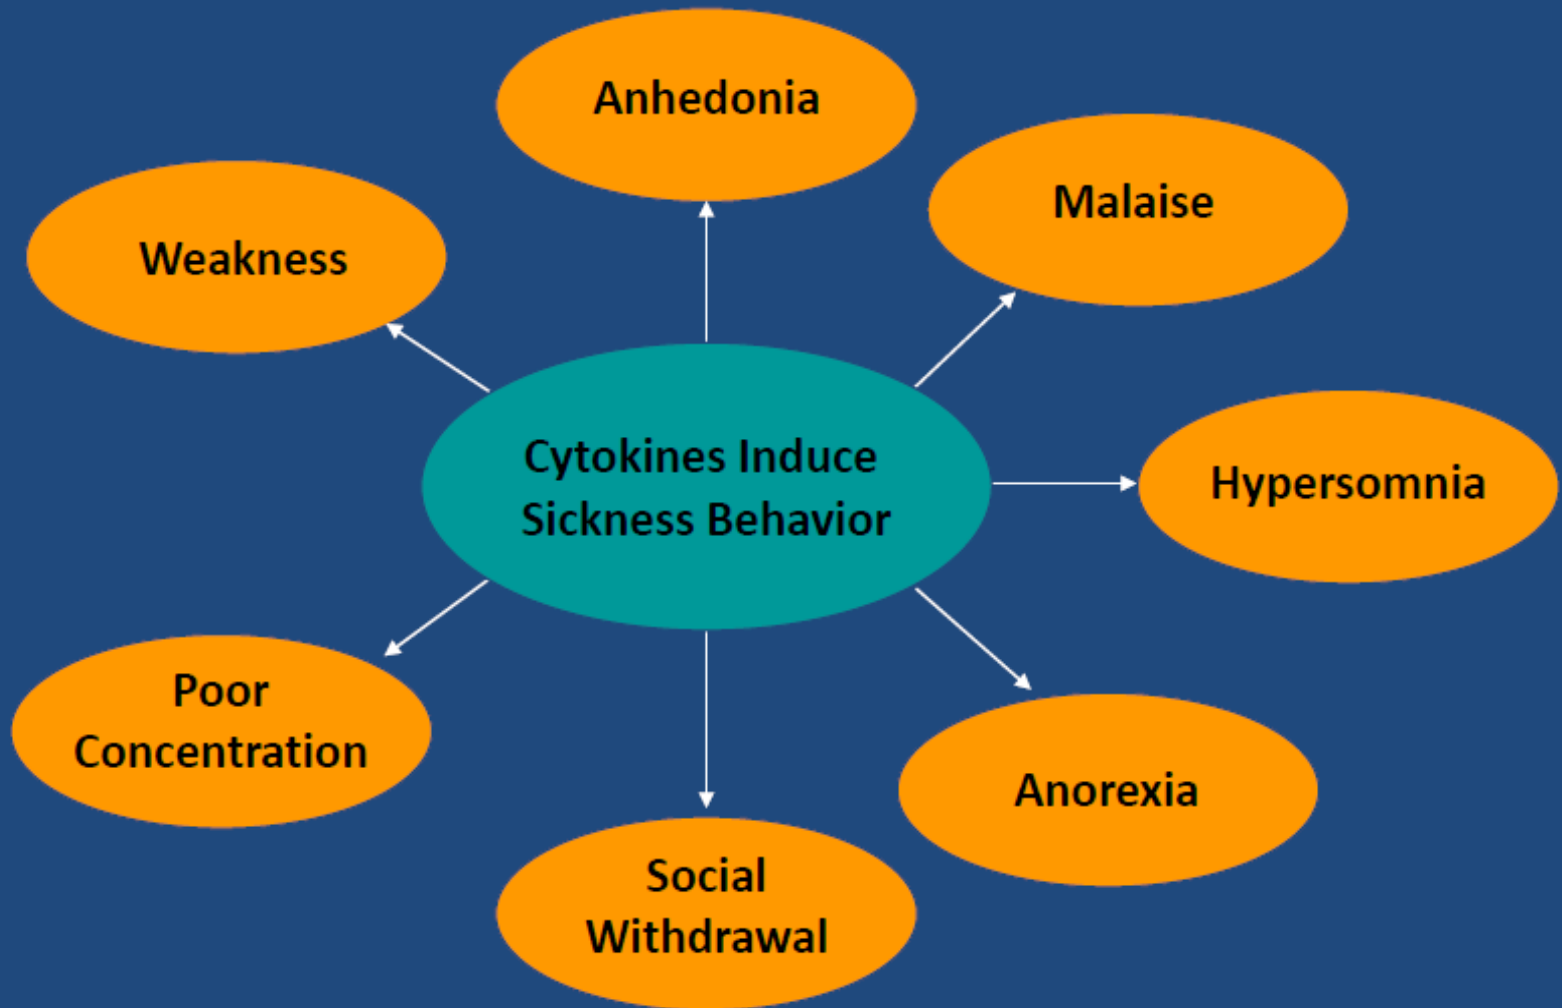 Anhedonia
Malaise
Weakness
Cytokines Induce
Sickness Behavior
Hypersomnia
Poor
Concentration
Anorexia
Social
Withdrawal